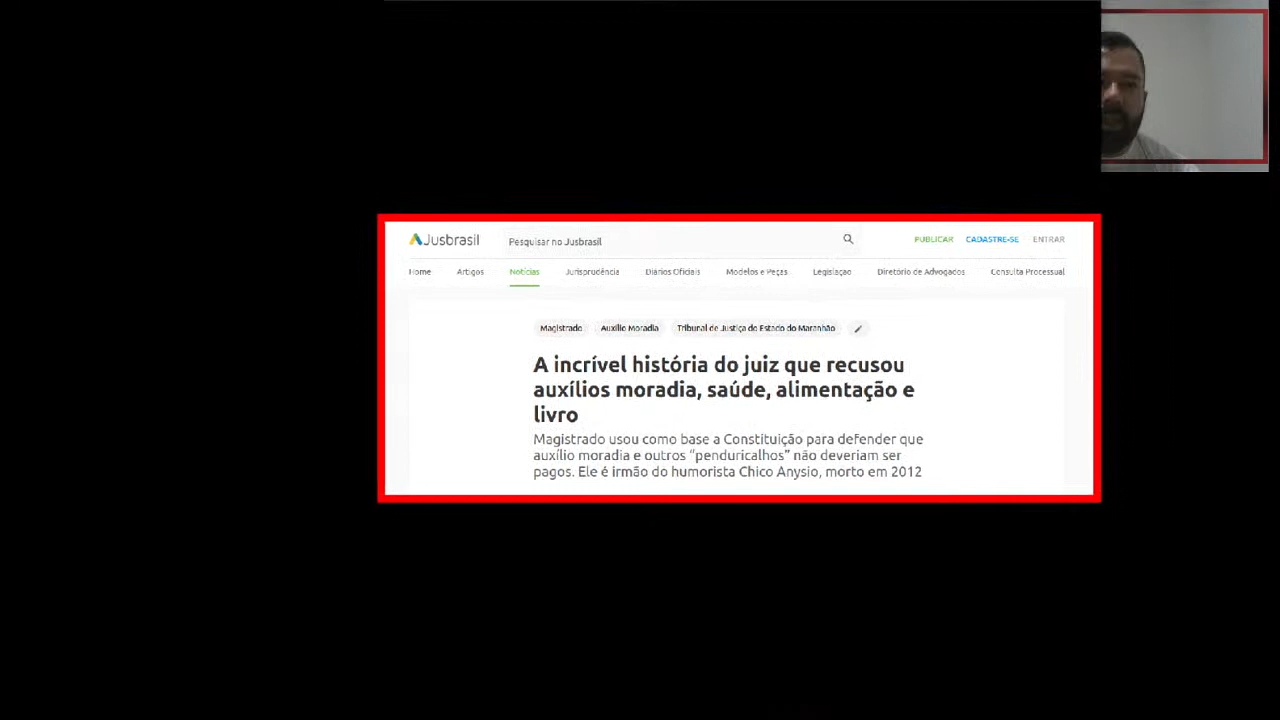 Jusbrasil Pesquisar no Jusbrasil PUBLICAR CADASTRE-SE ENTRAR
Home Artigos Notícias Jurisprudência Diários Oficiais Modelos e Peças Legislação Diretório de Advogados Consulta Processual
Magistrado Auxílio Moradia Tribunal de Justiça do Estado do Maranhão
A incrível história do juiz que recusou
auxílios moradia, saúde, alimentação e
livro
Magistrado usou como base a Constituição para defender que
auxílio moradia e outros “penduricalhos” não deveriam ser
pagos. Ele é irmão do humorista Chico Anysio, morto em 2012